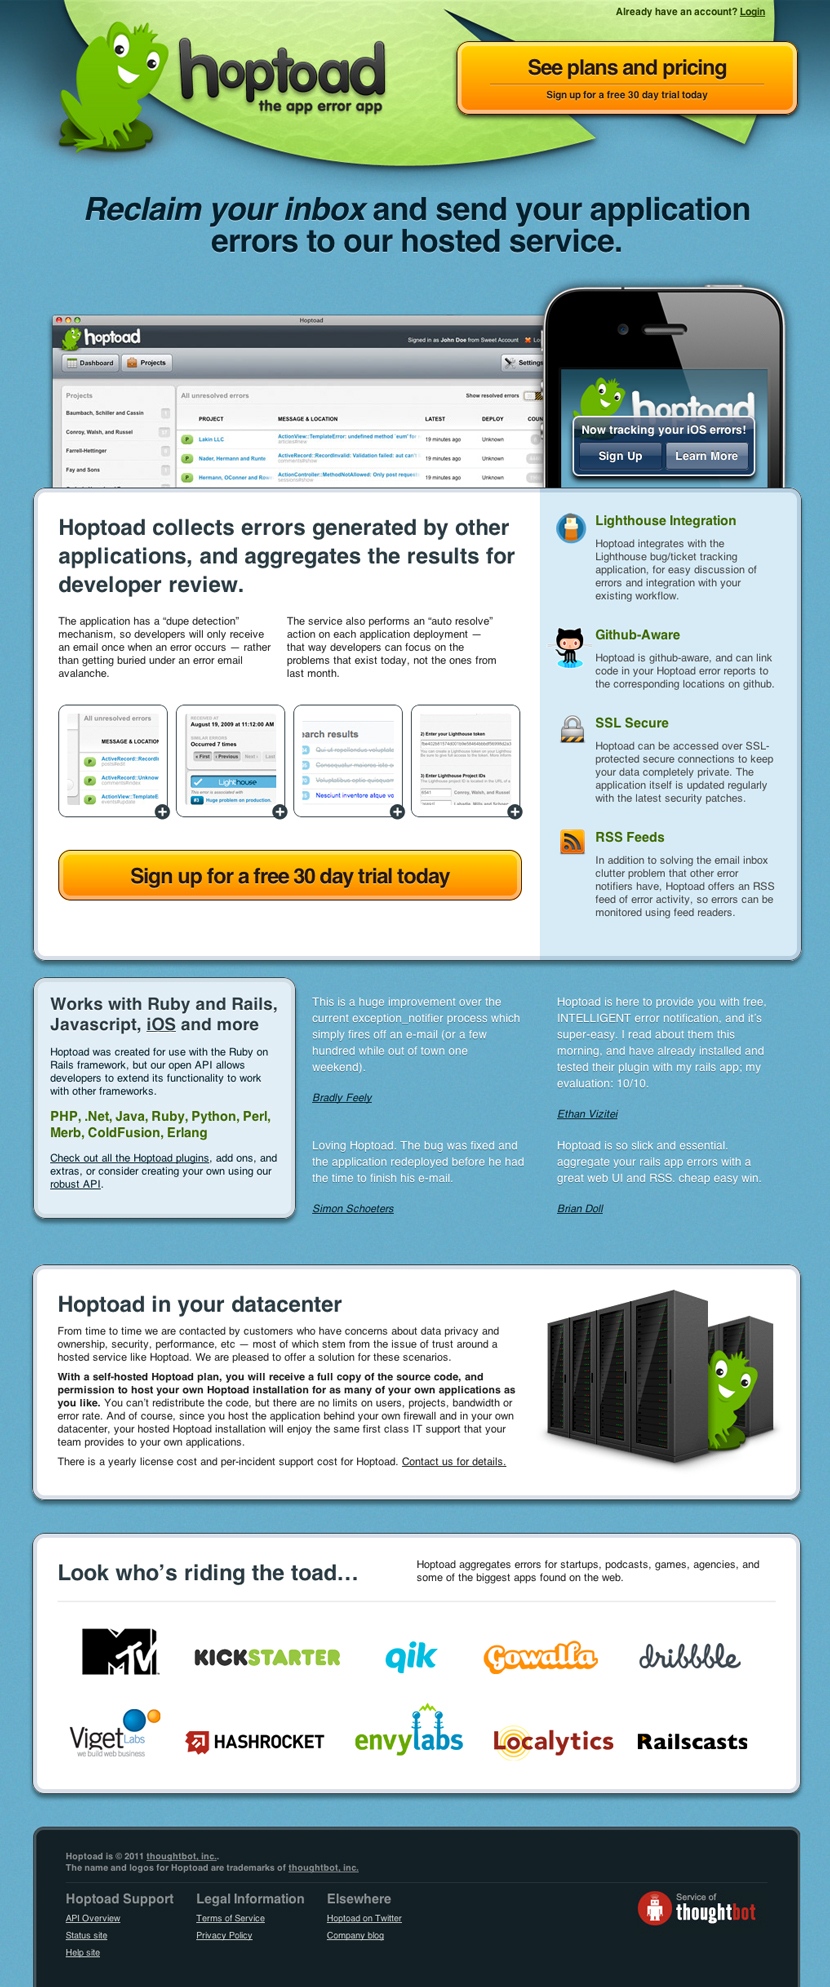 Already have an account? Login
hoptoad
the app error app
See plans and pricing
Sign up for a free 30 day trial today
Reclaim your inbox and send your application
errors to our hosted service.
Hoptoad
hoptoad
Signed in as John Doe from Sweet Account
Dashboard
Projects
Settings
Projects
All unresolved errors
Show resolved errors
Baumbach, Schiller and Cassin
PROJECT
MESSAGE & LOCATION
LATEST
DEPLOY
COUN
Conroy, Walsh, and Russel
Lakin LLC
ActionView::TemplateError: undefined method `eum' for
19 minutes ago
Unknown
Farrell-Hettinger
Nader, Hermann and Runte
ActiveRecord::RecordInvalid: Validation failed:
19 minutes ago
Unknown
Fay and Sons
Hermann, OConner and
ActionController::MethodNotAllowed: Only post
19 minutes ago
Unknown
hoptoad
Now tracking your iOS errors!
Sign Up
Learn More
Hoptoad collects errors generated by other
applications, and aggregates the results for
developer review.
The application has a “dupe detection”
mechanism, so developers will only receive
an email once when an error occurs — rather
than getting buried under an error email
avalanche.
The service also performs an “auto resolve”
action on each application deployment —
that way developers can focus on the
problems that exist today, not the ones from
last month.
All unresolved errors
MESSAGE & LOCATION
ActiveRecord::Record
ActiveRecord::Unknow
ActionView::TemplateE
August 19, 2009 at 11:12:00 AM
SIMILAR ERRORS
Occurred 7 times
« First
‹ Previous
Next ›
Last
Lighthouse
This error is associated with
#3
Huge problem on production.
arch results
Qui ut repellendus voluptate
Consequatur maiores iste
Voluptatibus optio quisquam
Nesciunt inventore atque vo
2) Enter your Lighthouse token
3) Enter Lighthouse Project IDs
Conroy, Walsh, and Russel
Sign up for a free 30 day trial today
Lighthouse Integration
Hoptoad integrates with the
Lighthouse bug/ticket tracking
application, for easy discussion of
errors and integration with your
existing workflow.
Github-Aware
Hoptoad is github-aware, and can link
code in your Hoptoad error reports to
the corresponding locations on github.
SSL Secure
Hoptoad can be accessed over SSL-
protected secure connections to keep
your data completely private. The
application itself is updated regularly
with the latest security patches.
RSS Feeds
In addition to solving the email inbox
clutter problem that other error
notifiers have, Hoptoad offers an RSS
feed of error activity, so errors can be
monitored using feed readers.
Works with Ruby and Rails,
Javascript, iOS and more
Hoptoad was created for use with the Ruby on
Rails framework, but our open API allows
developers to extend its functionality to work
with other frameworks.
PHP, .Net, Java, Ruby, Python, Perl,
Merb, ColdFusion, Erlang
Check out all the Hoptoad plugins, add ons, and
extras, or consider creating your own using our
robust API.
This is a huge improvement over the
current exception_notifier process which
simply fires off an e-mail (or a few
hundred while out of town one
weekend).
Bradly Feely
Hoptoad is here to provide you with free,
INTELLIGENT error notification, and it's
super-easy. I read about them this
morning, and have already installed and
tested their plugin with my rails app; my
evaluation: 10/10.
Ethan Vizitei
Loving Hoptoad. The bug was fixed and
the application redeployed before he had
the time to finish his e-mail.
Simon Schoeters
Hoptoad is so slick and essential.
aggregate your rails app errors with a
great web UI and RSS. cheap easy win.
Brian Doll
Hoptoad in your datacenter
From time to time we are contacted by customers who have concerns about data privacy and
ownership, security, performance, etc — most of which stem from the issue of trust around a
hosted service like Hoptoad. We are pleased to offer a solution for these scenarios.
With a self-hosted Hoptoad plan, you will receive a full copy of the source code, and
permission to host your own Hoptoad installation for as many of your own applications as
you like. You can't redistribute the code, but there are no limits on users, projects, bandwidth or
error rate. And of course, since you host the application behind your own firewall and in your own
datacenter, your hosted Hoptoad installation will enjoy the same first class IT support that your
team provides to your own applications.
There is a yearly license cost and per-incident support cost for Hoptoad. Contact us for details.
Look who's riding the toad…
Hoptoad aggregates errors for startups, podcasts, games, agencies, and
some of the biggest apps found on the web.
MTV
KICKSTARTER
qik
Gowalla
dribbble
Viget Labs
we build web business
HASHROCKET
envylabs
Localytics
Railscasts
Hoptoad is © 2011 thoughtbot, inc..
The name and logos for Hoptoad are trademarks of thoughtbot, inc.
Hoptoad Support
API Overview
Status site
Help site
Legal Information
Terms of Service
Privacy Policy
Elsewhere
Hoptoad on Twitter
Company blog
Service of
thoughtbot